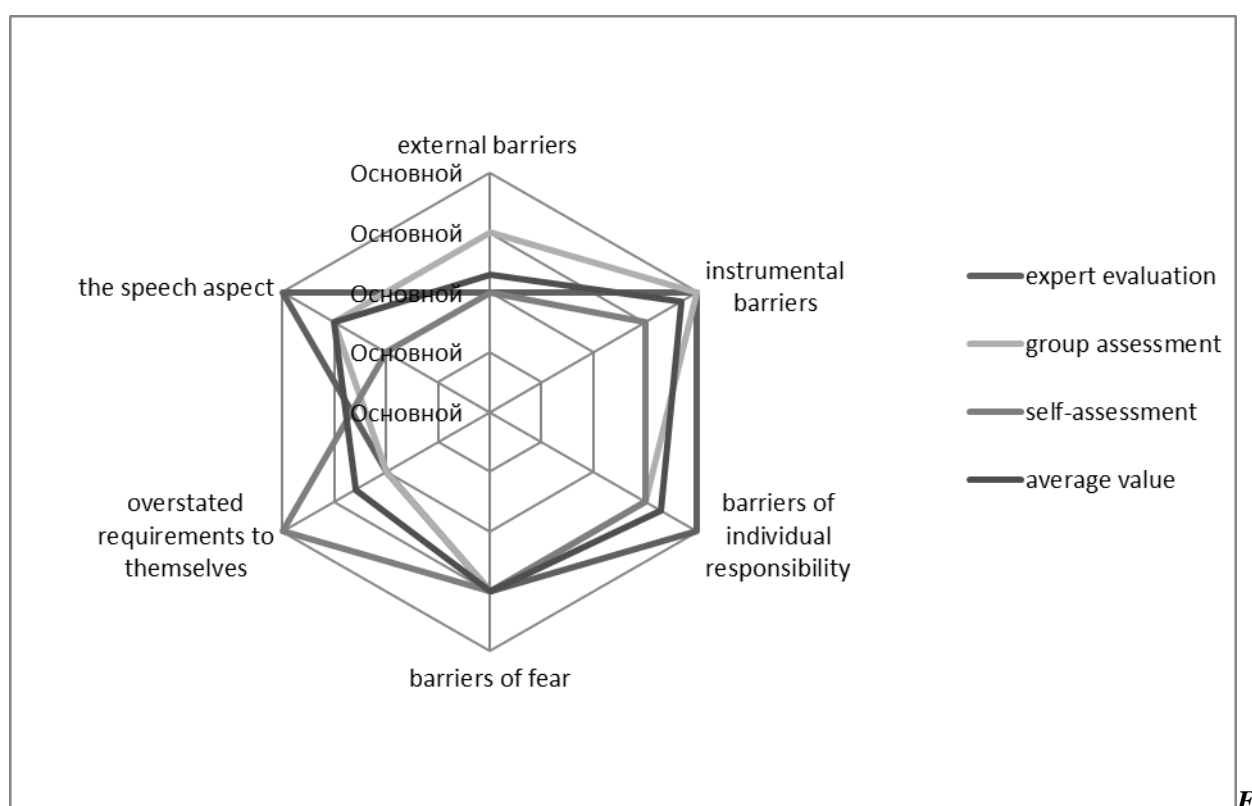 external barriers
Основной
Основной
Основной
Основной
Основной
the speech aspect
instrumental
barriers
overstated
requirements to
themselves
barriers of
individual
responsibility
barriers of fear
expert evaluation
group assessment
self-assessment
average value